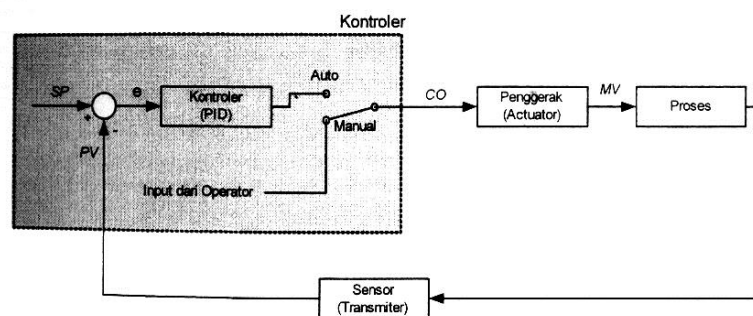 Kontroler
SP
e
Kontroler
(PID)
Auto
Manual
CO
Penggerak
(Actuator)
MV
Proses
+
-
PV
Input dari Operator
Sensor
(Transmiter)